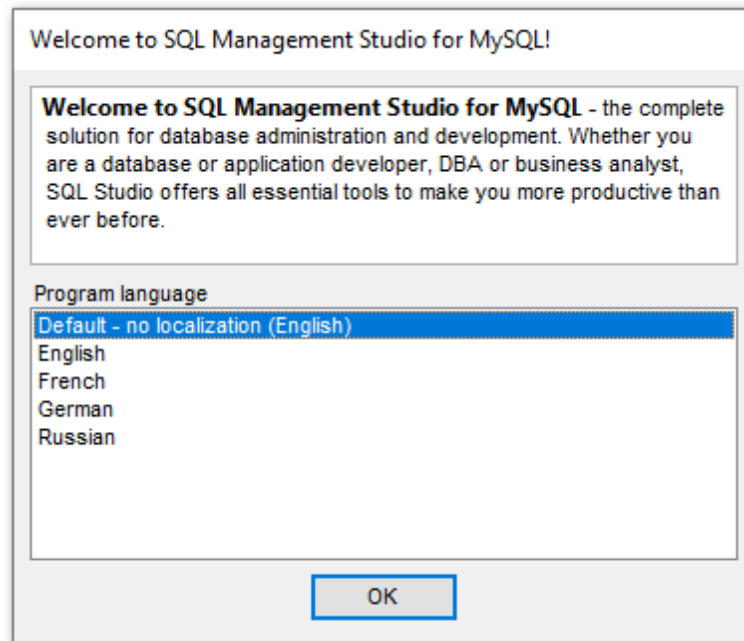 Welcome to SQL Management Studio for MySQL!
Welcome to SQL Management Studio for MySQL - the complete
solution for database administration and development. Whether you
are a database or application developer, DBA or business analyst,
SQL Studio offers all essential tools to make you more productive than
ever before.
Program language
Default - no localization (English)
English
French
German
Russian
OK